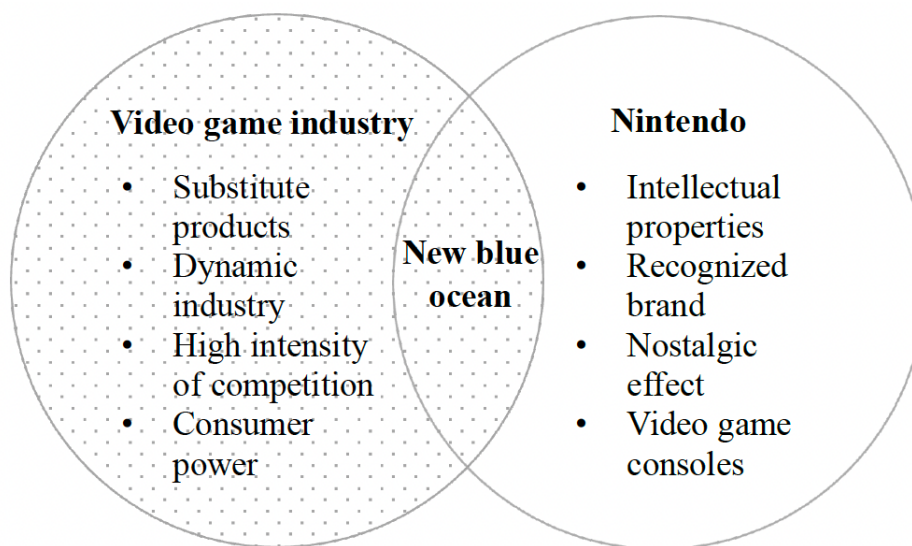 Video game industry
• Substitute
products
• Dynamic
industry
• High intensity
of competition
• Consumer
power
New blue
ocean
Nintendo
• Intellectual
properties
• Recognized
brand
• Nostalgic
effect
• Video game
consoles